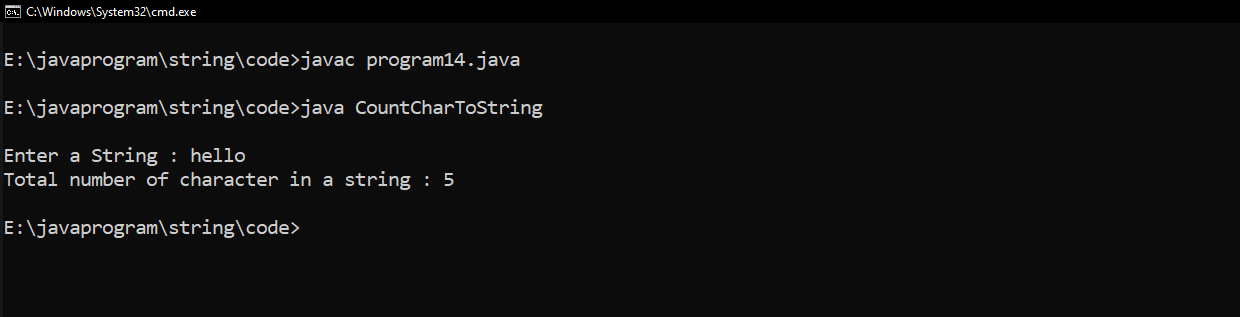 C:\Windows\System32\cmd.exe
E:\javaprogram\string\code>javac program14.java
E:\javaprogram\string\code>java CountCharToString
Enter a String : hello
Total number of character in a string : 5
E:\javaprogram\string\code>